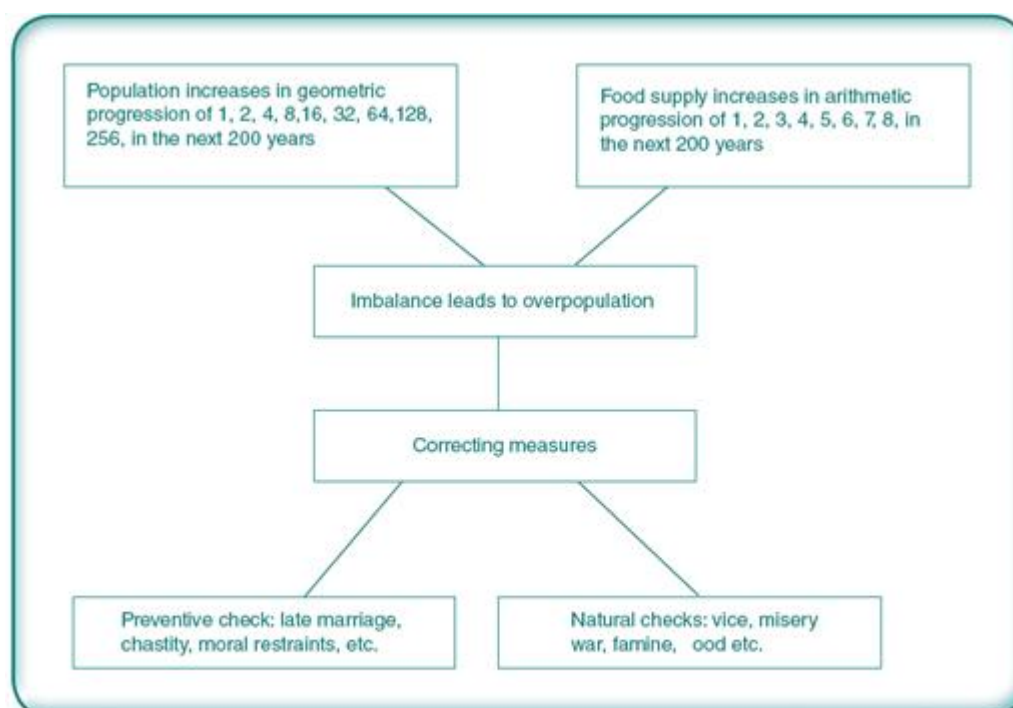 Population increases in geometric
progression of 1, 2, 4, 8,16, 32, 64,128,
256, in the next 200 years
Food supply increases in arithmetic
progression of 1, 2, 3, 4, 5, 6, 7, 8, in
the next 200 years
Imbalance leads to overpopulation
Correcting measures
Preventive check: late marriage,
chastity, moral restraints, etc.
Natural checks: vice, misery
war, famine, ood etc.